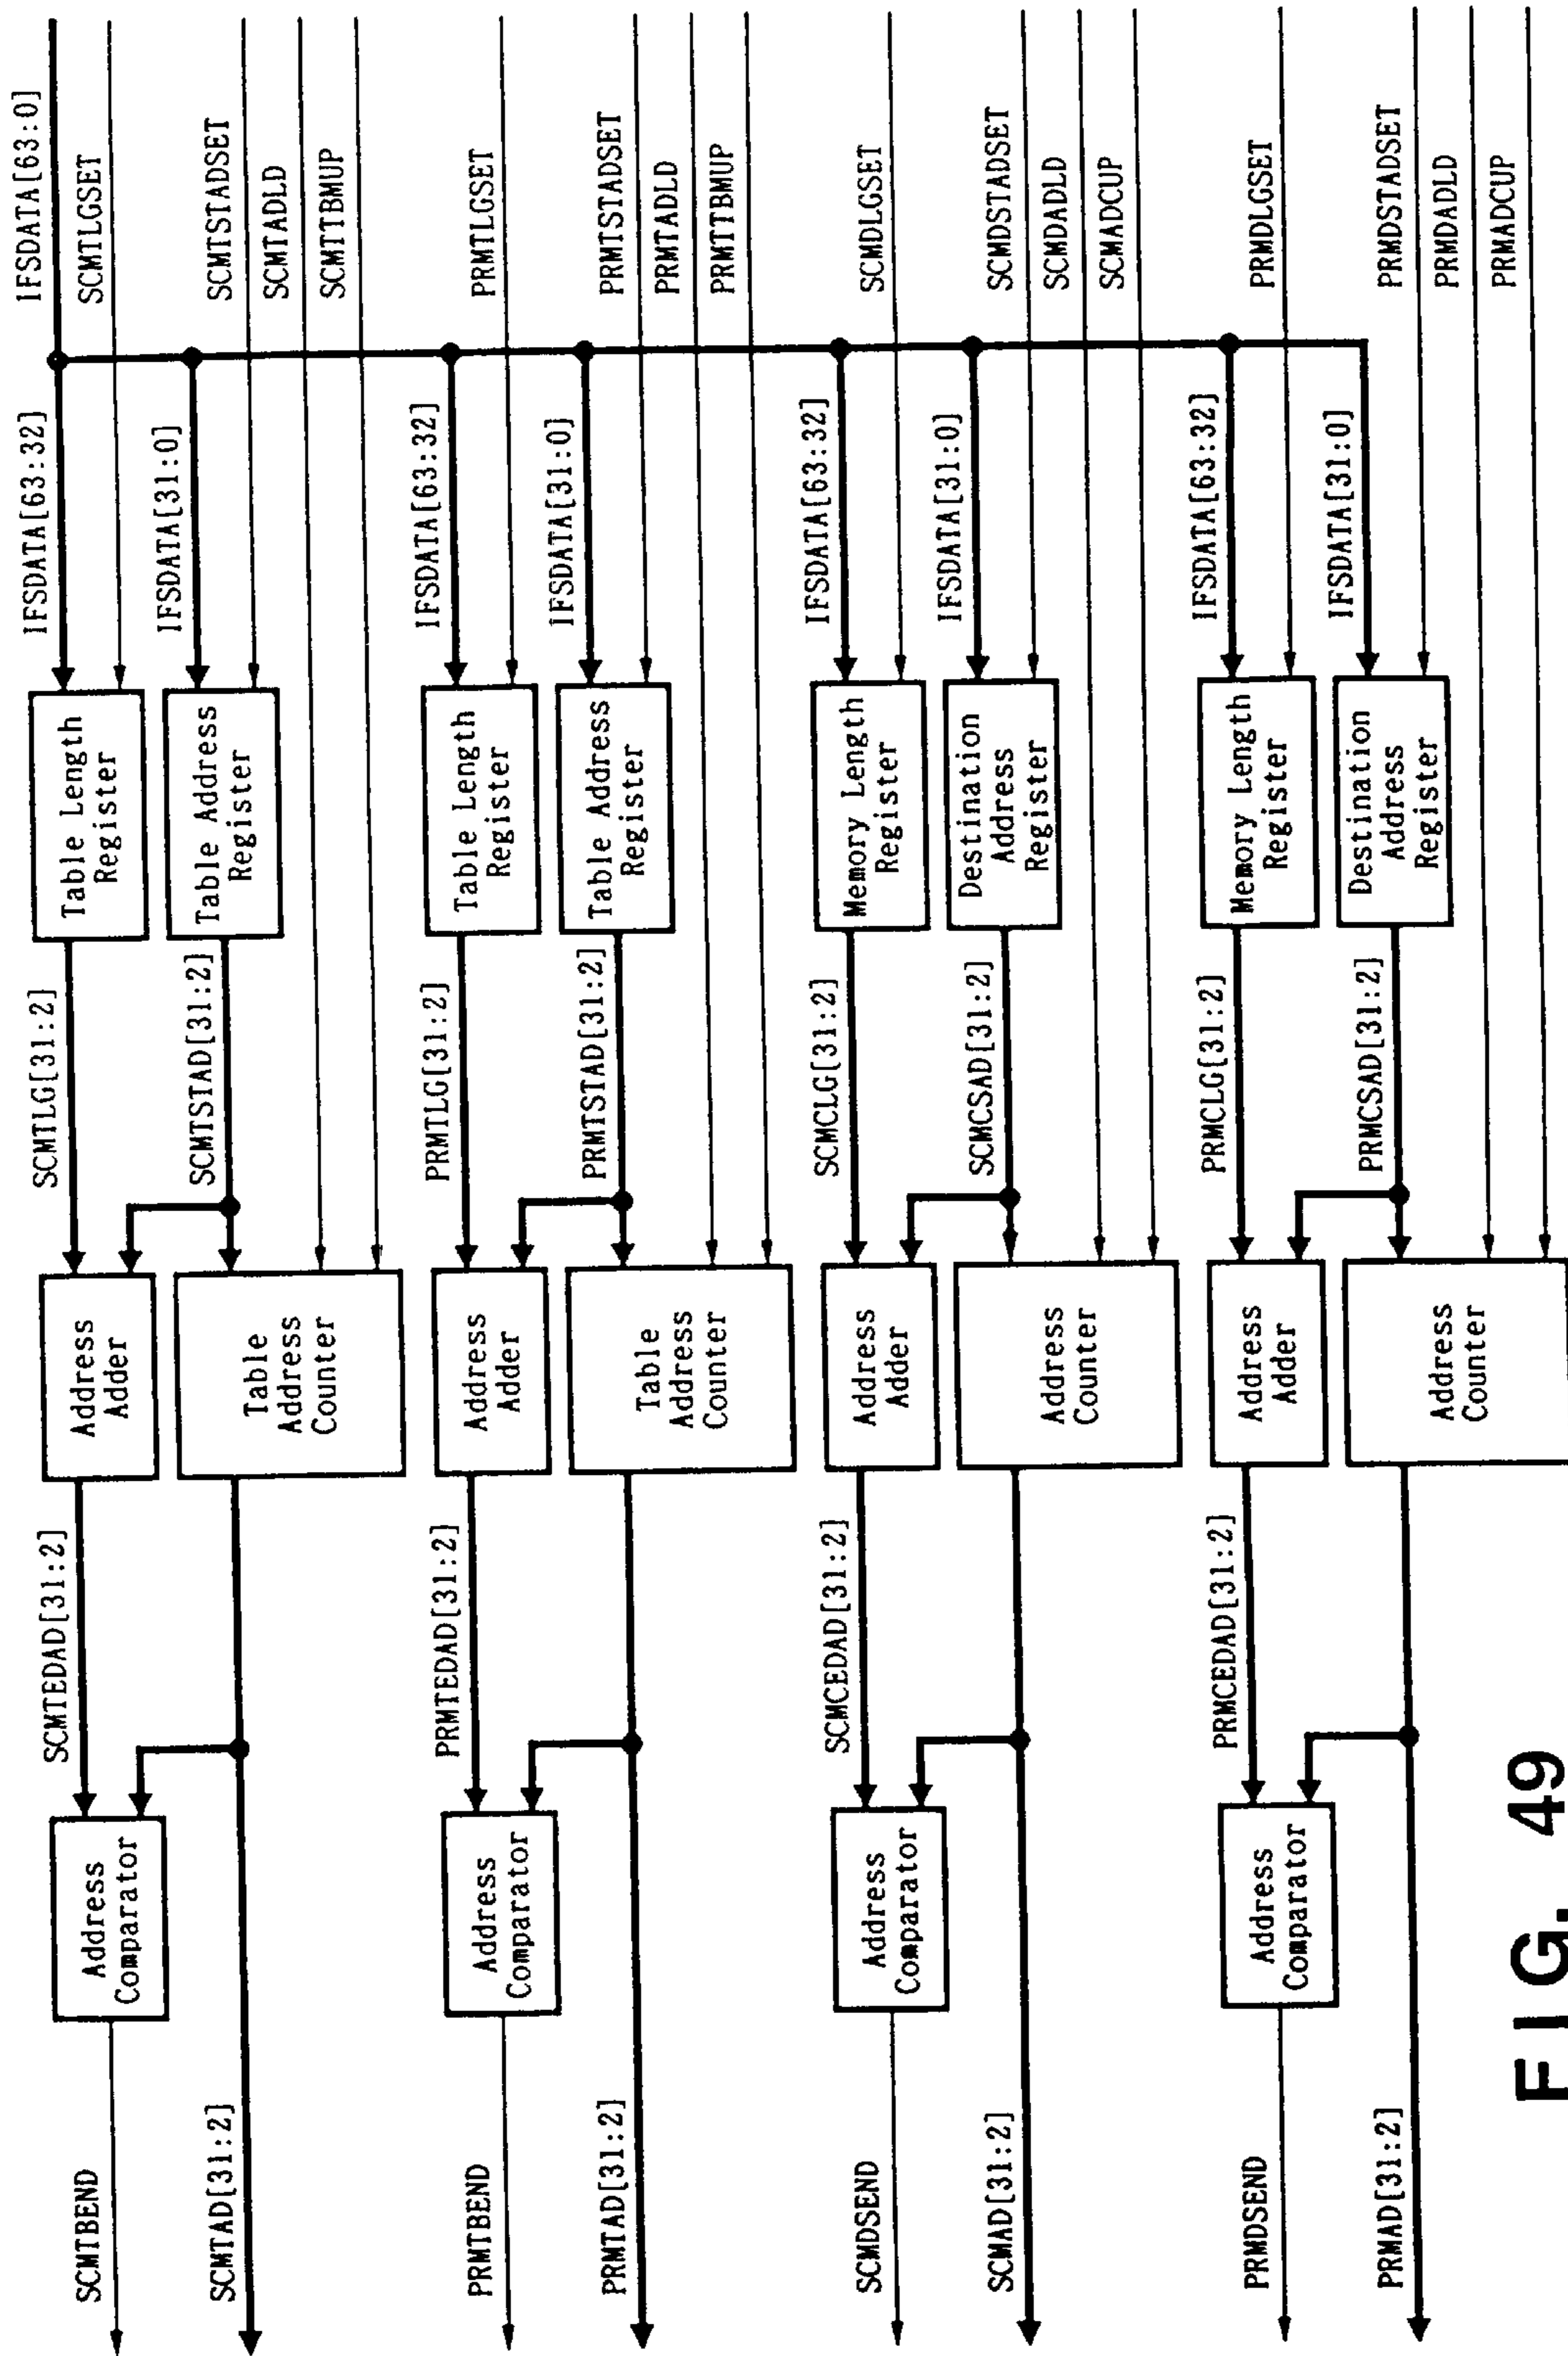 IFSDATA[63:0]
SCMTLGSET
SCMTSTADSET
SCMTADLD
SCMTTBMUP
PRMTLGSET
PRMTSTADSET
PRMTADLD
PRMTTBMUP
SCMDLGSET
SCMDSTADSET
SCMDADLD
SCMADCUP
PRMDLGSET
PRMDSTADSET
PRMDADLD
PRMADCUP
IFSDATA[63:32]
IFSDATA[31:0]
IFSDATA[63:32]
IFSDATA[31:0]
IFSDATA[63:32]
IFSDATA[31:0]
IFSDATA[63:32]
IFSDATA[31:0]
Table Length
Register
Table Address
Register
Table Length
Register
Table Address
Register
Memory Length
Register
Destination
Address
Register
Memory Length
Register
Destination
Address
Register
SCMTLG[31:2]
SCMTSTAD[31:2]
PRMTLG[31:2]
PRMTSTAD[31:2]
SCMCLG[31:2]
SCMCSAD[31:2]
PRMCLG[31:2]
PRMCSAD[31:2]
Address
Adder
Table
Address
Counter
Address
Adder
Table
Address
Counter
Address
Adder
Address
Counter
Address
Adder
Address
Counter
SCMTEDAD[31:2]
PRMTEDAD[31:2]
SCMCEDAD[31:2]
PRMCEDAD[31:2]
Address
Comparator
Address
Comparator
Address
Comparator
Address
Comparator
SCMTBEND
SCMTAD[31:2]
PRMTBEND
PRMTAD[31:2]
SCMDSEND
SCMAD[31:2]
PRMDSEND
PRMAD[31:2]
FIG. 49